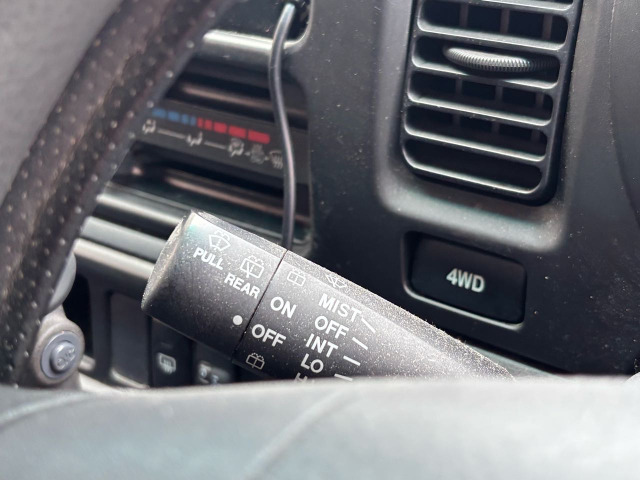 4WD
PULL
REAR
ON
OFF
MIST
OFF
INT
LO